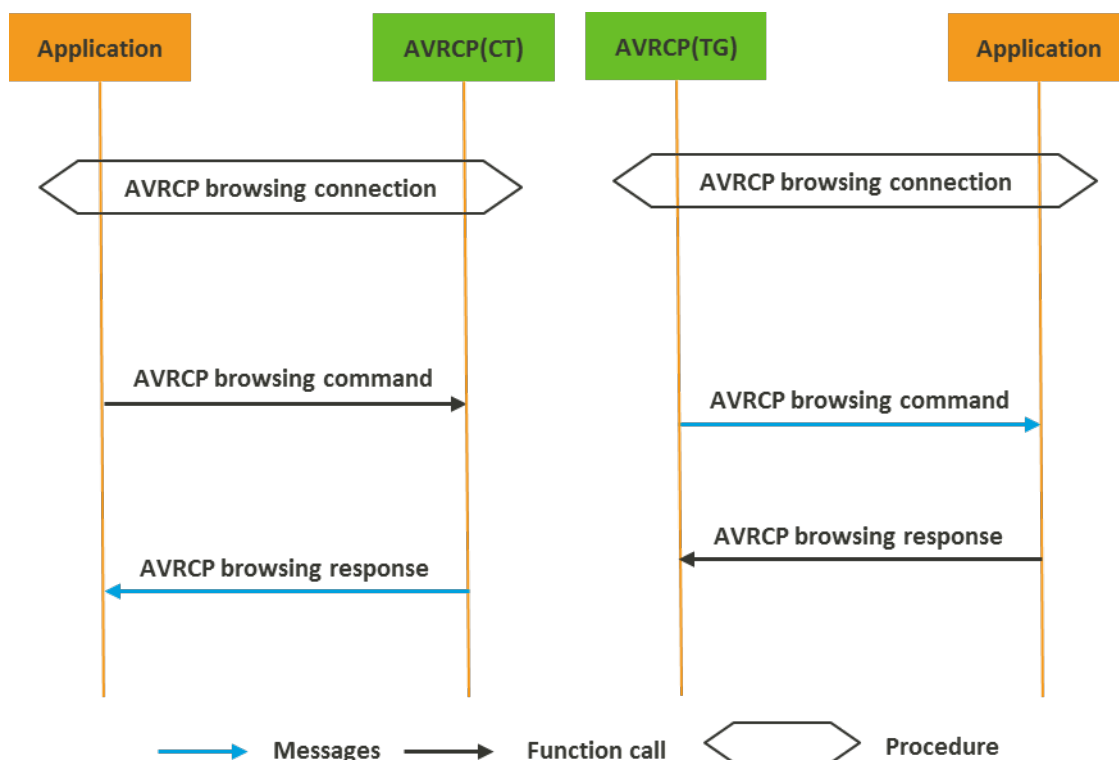 Application
AVRCP(CT)
AVRCP(TG)
Application
AVRCP browsing connection
AVRCP browsing connection
AVRCP browsing command
AVRCP browsing command
AVRCP browsing response
AVRCP browsing response
Messages
Function call
Procedure